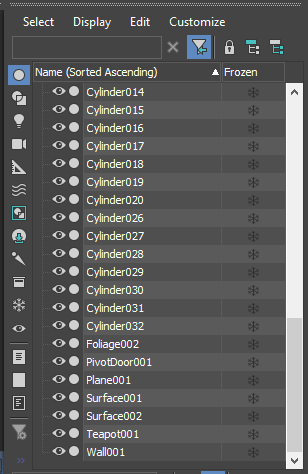 Select Display Edit Customize
Name (Sorted Ascending) Frozen
Cylinder014
Cylinder015
Cylinder016
Cylinder017
Cylinder018
Cylinder019
Cylinder020
Cylinder026
Cylinder027
Cylinder028
Cylinder029
Cylinder030
Cylinder031
Cylinder032
Foliage002
PivotDoor001
Plane001
Surface001
Surface002
Teapot001
Wall001